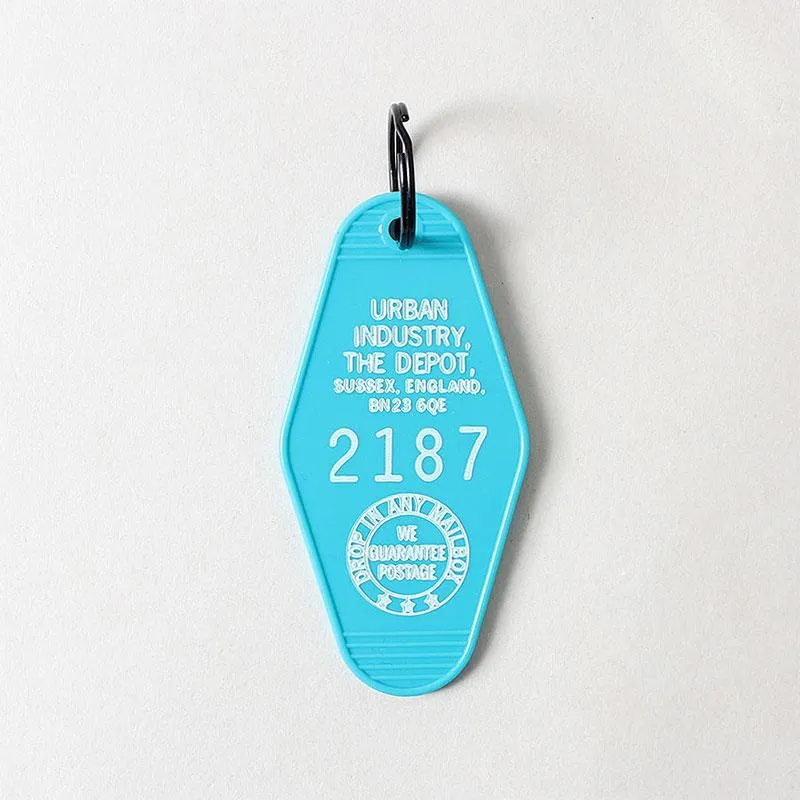 URBAN
INDUSTRY,
THE DEPOT,
SUSSEX, ENGLAND,
BN23 6QE
2187
DROP IN ANY MAILBOX
WE
GUARANTEE
POSTAGE